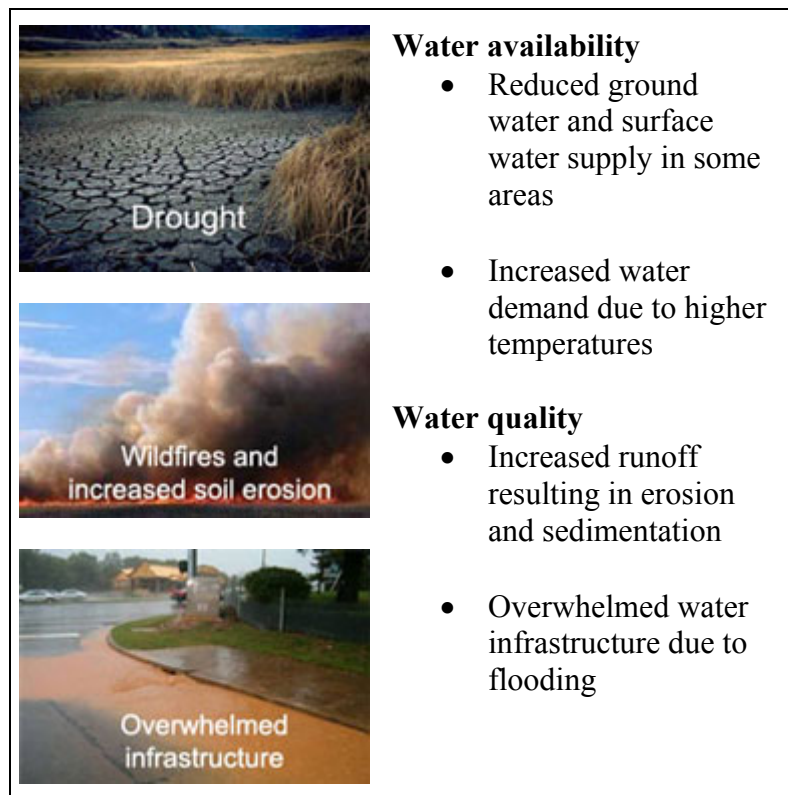 Drought
Wildfires and
increased soil erosion
Overwhelmed
infrastructure
Water availability
• Reduced ground
water and surface
water supply in some
areas
• Increased water
demand due to higher
temperatures
Water quality
• Increased runoff
resulting in erosion
and sedimentation
• Overwhelmed water
infrastructure due to
flooding